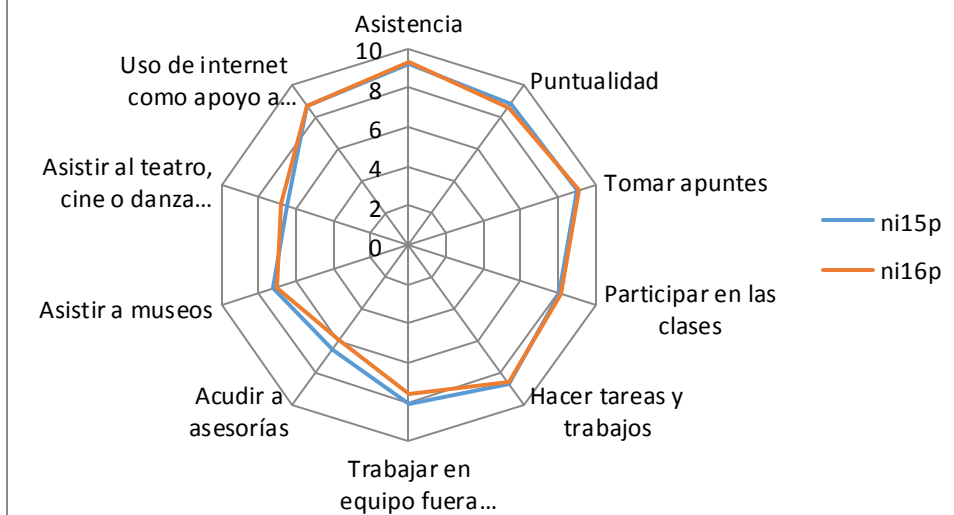 Asistencia
Puntualidad
Tomar apuntes
Participar en las
clases
Hacer tareas y
trabajos
Trabajar en
equipo fuera...
Acudir a
asesorías
Asistir a museos
Asistir al teatro,
cine o danza...
Uso de internet
como apoyo a...
10
8
6
4
2
0
ni15p
ni16p